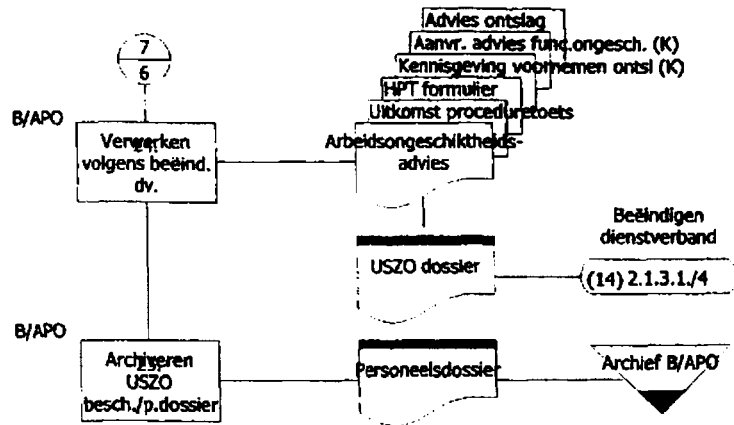 Advies ontslag
Aanvr. advies func.ongesch. (K)
Kennisgeving voornemen ontsl (K)
HPT formulier
Uitkomst proceduretoets
Arbeidsongeschiktheids-
advies
7
6
B/APO
Verwerken
volgens beëind.
dv.
USZO dossier
Beëindigen
dienstverband
(14) 2.1.3.1./4
B/APO
Archiveren
USZO
besch./p.dossier
Personeelsdossier
Archief B/APO